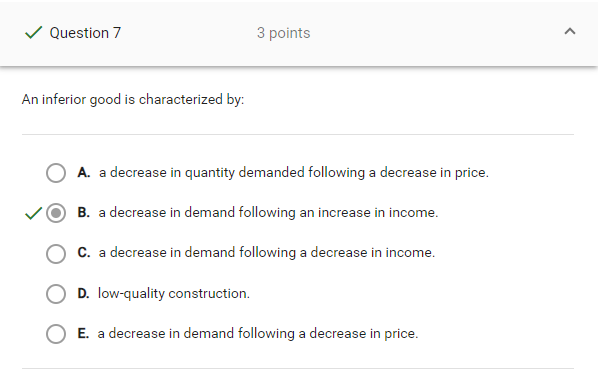 Question 7 3 points
An inferior good is characterized by:
A. a decrease in quantity demanded following a decrease in price.
B. a decrease in demand following an increase in income.
C. a decrease in demand following a decrease in income.
D. low-quality construction.
E. a decrease in demand following a decrease in price.